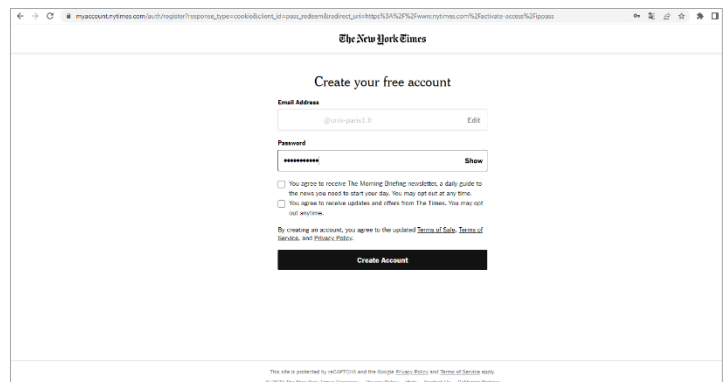 myaccount.nytimes.com/auth/register?response_type=cookie&client_id=pass_redeem&redirect_uri=https%3A%2F%2Fwww.nytimes.com%2Factivate-access%2Fippass
The New York Times
Create your free account
Email Address
@univ-paris1.fr Edit
Password
Show
You agree to receive The Morning Briefing newsletter, a daily guide to
the news you need to start your day. You may opt out at any time.
You agree to receive updates and offers from The Times. You may opt
out anytime.
By creating an account, you agree to the updated Terms of Sale, Terms of
Service, and Privacy Policy.
Create Account
This site is protected by reCAPTCHA and the Google Privacy Policy and Terms of Service apply.